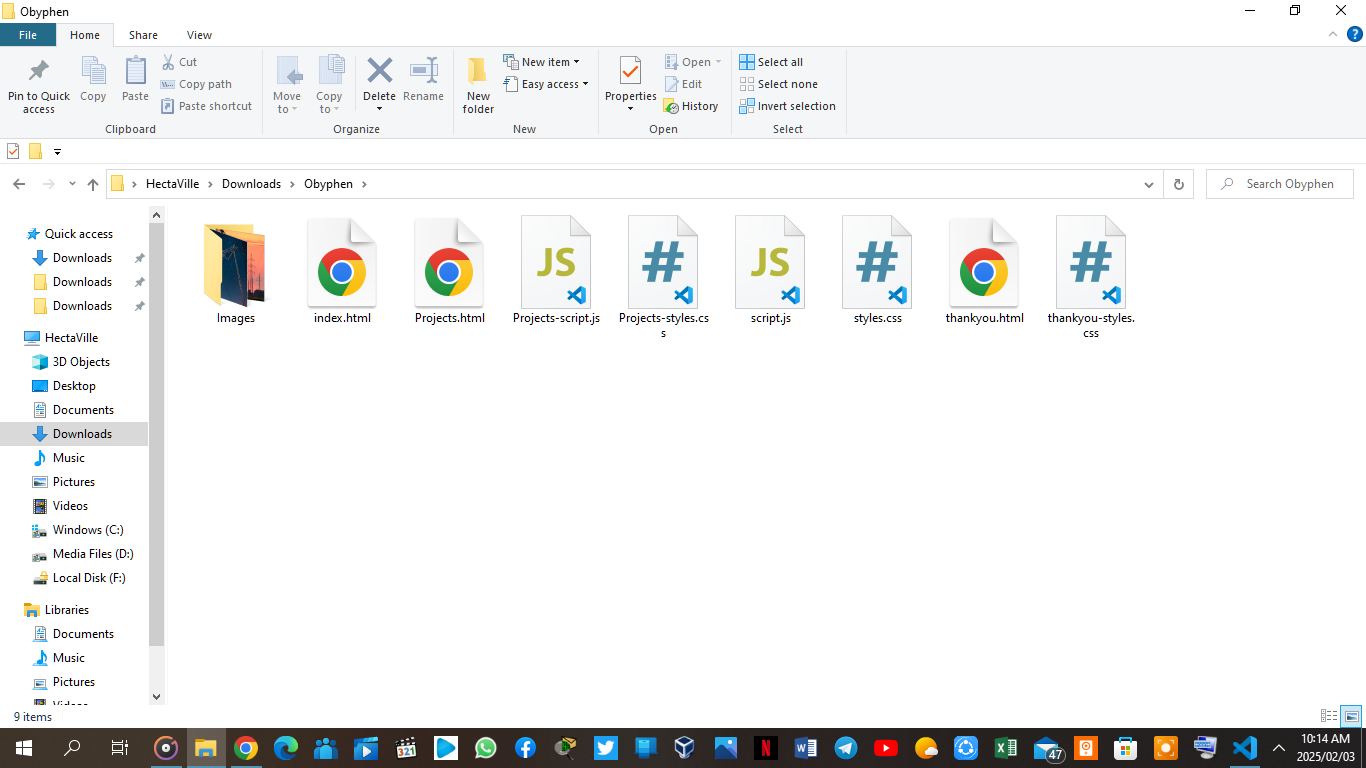 Obyphen
File Home Share View
?
Pin to Quick access
Copy
Paste
Cut
Copy path
Paste shortcut
Clipboard
Move to
Copy to
Delete
Rename
Organize
New folder
New item
Easy access
New
Properties
Open
Edit
History
Open
Select all
Select none
Invert selection
Select
HectaVille Downloads Obyphen
Search Obyphen
Quick access
Downloads
Downloads
Downloads
HectaVille
3D Objects
Desktop
Documents
Downloads
Music
Pictures
Videos
Windows (C:)
Media Files (D:)
Local Disk (F:)
Libraries
Documents
Music
Pictures
Videos
JS # JS # #
Images index.html Projects.html Projects-script.js Projects-styles.cs script.js styles.css thankyou.html thankyou-styles.
s css
9 items
321
N
W
47
10:14 AM
2025/02/03